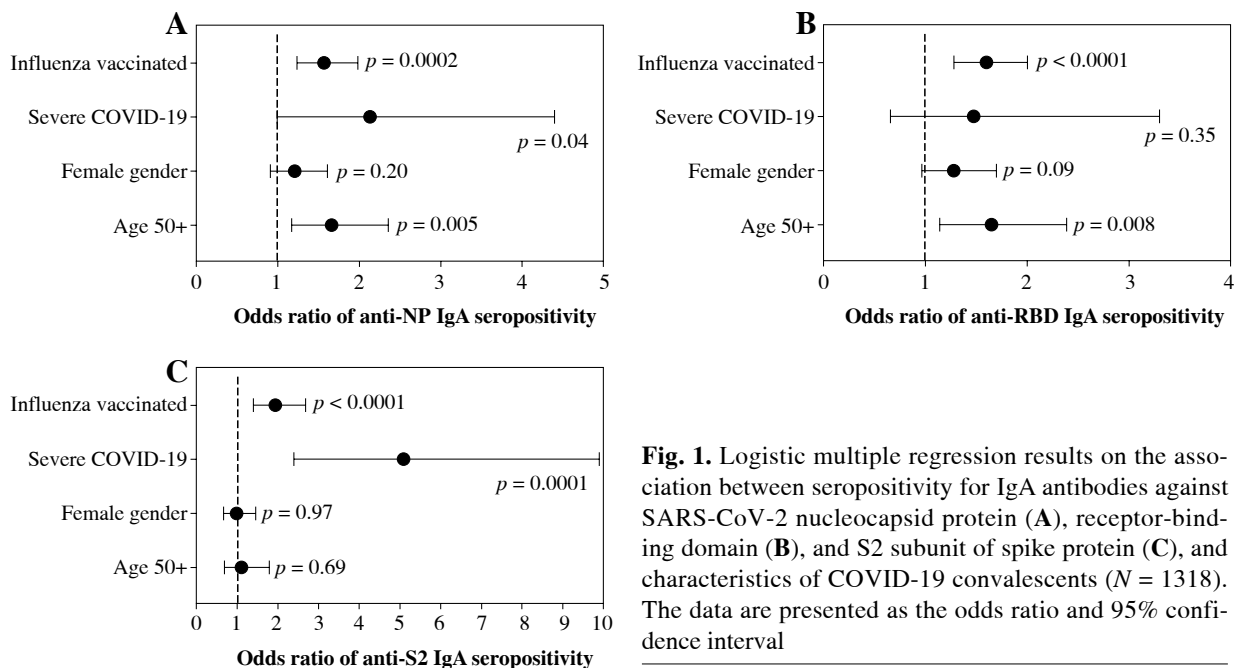 A
Influenza vaccinated
p = 0.0002
Severe COVID-19
p = 0.04
Female gender
p = 0.20
Age 50+
p = 0.005
0 1 2 3 4 5
Odds ratio of anti-NP IgA seropositivity
B
Influenza vaccinated
p < 0.0001
Severe COVID-19
p = 0.35
Female gender
p = 0.09
Age 50+
p = 0.008
0 1 2 3 4
Odds ratio of anti-RBD IgA seropositivity
C
Influenza vaccinated
p < 0.0001
Severe COVID-19
p = 0.0001
Female gender
p = 0.97
Age 50+
p = 0.69
0 1 2 3 4 5 6 7 8 9 10
Odds ratio of anti-S2 IgA seropositivity
Fig. 1. Logistic multiple regression results on the asso-
ciation between seropositivity for IgA antibodies against
SARS-CoV-2 nucleocapsid protein (A), receptor-bind-
ing domain (B), and S2 subunit of spike protein (C), and
characteristics of COVID-19 convalescents (N = 1318).
The data are presented as the odds ratio and 95% confi-
dence interval